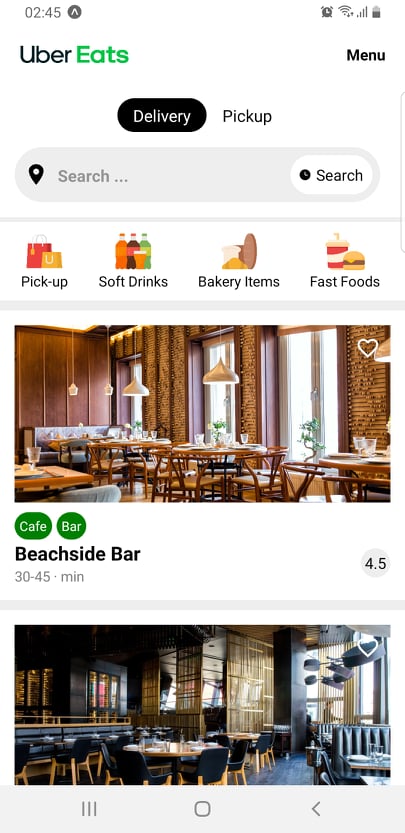 02:45
Uber Eats
Menu
Delivery Pickup
Search ... Search
Pick-up Soft Drinks Bakery Items Fast Foods
Cafe Bar
Beachside Bar
30-45 · min
4.5